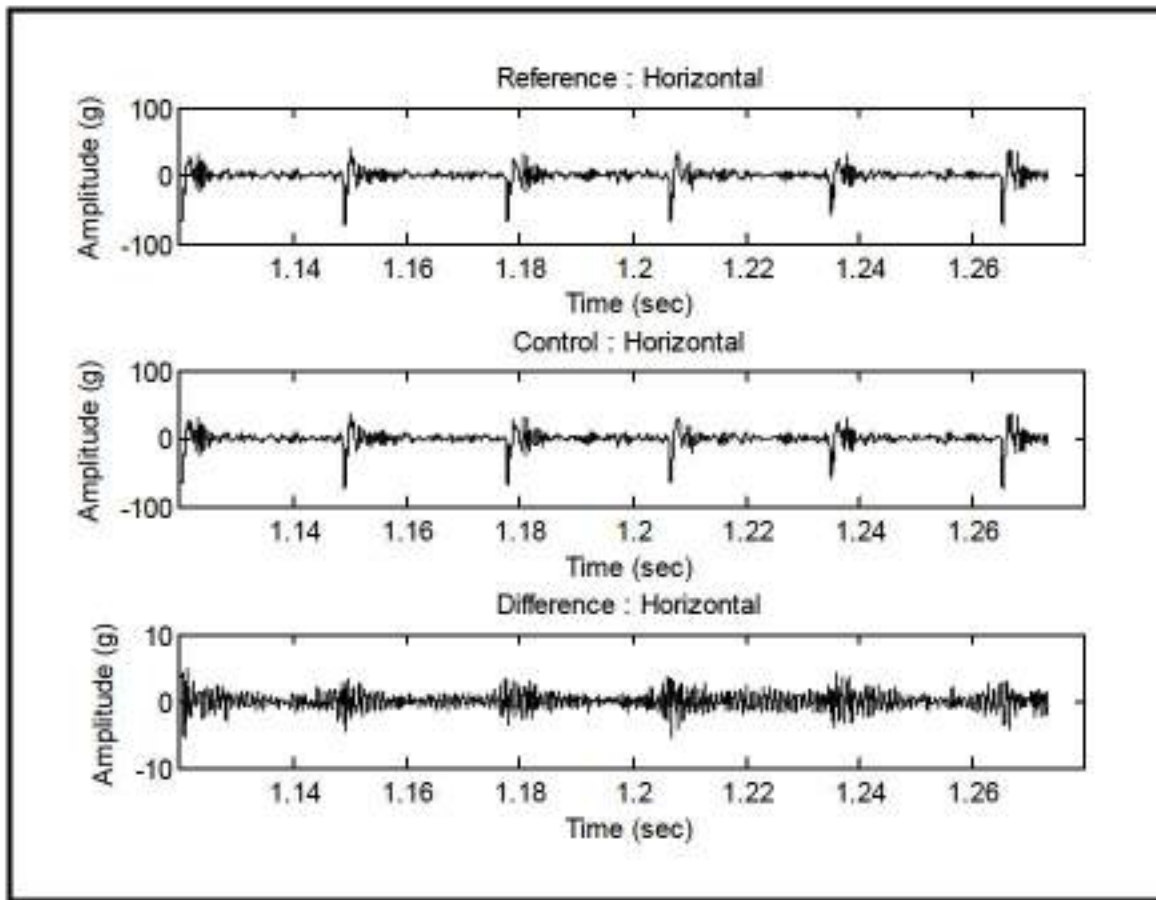 Reference : Horizontal
Amplitude (g)
100
0
-100
1.14 1.16 1.18 1.2 1.22 1.24 1.26
Time (sec)
Control : Horizontal
Amplitude (g)
100
0
-100
1.14 1.16 1.18 1.2 1.22 1.24 1.26
Time (sec)
Difference : Horizontal
Amplitude (g)
10
0
-10
1.14 1.16 1.18 1.2 1.22 1.24 1.26
Time (sec)